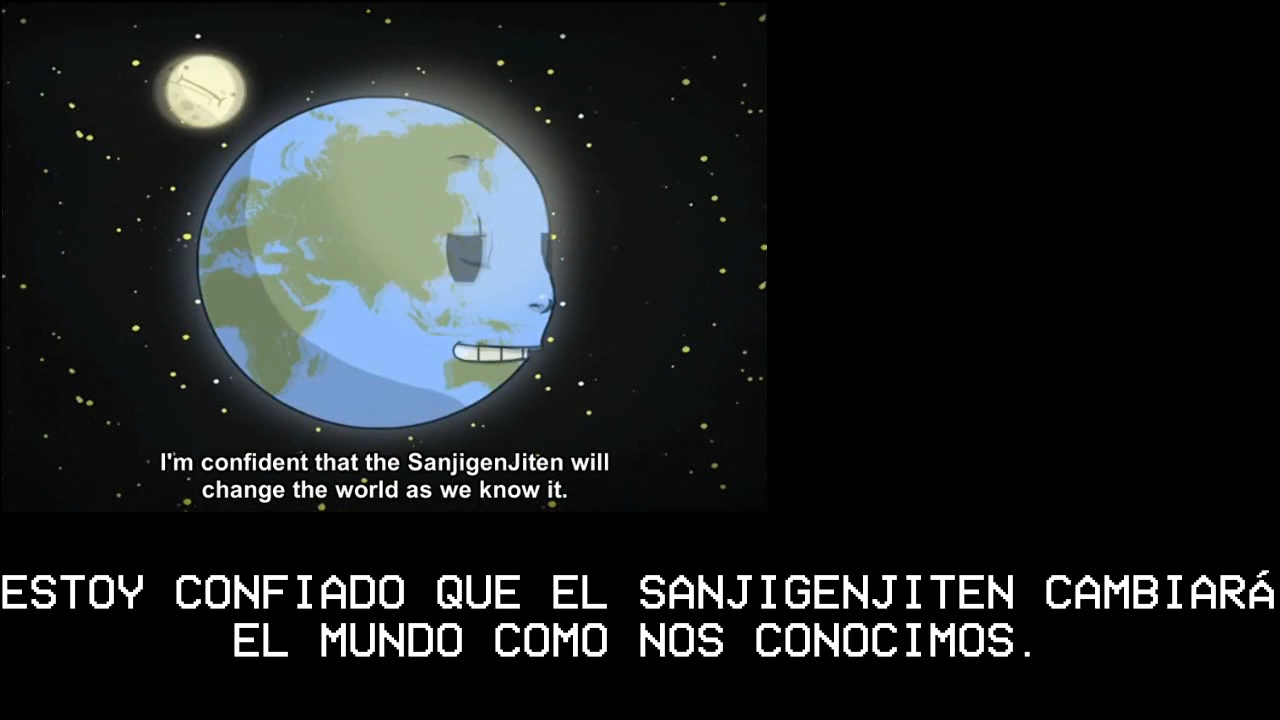 I'm confident that the SanjigenJiten will
change the world as we know it.
ESTOY CONFIADO QUE EL SANJIGENJITEN CAMBIARÁ
EL MUNDO COMO NOS CONOCIMOS.